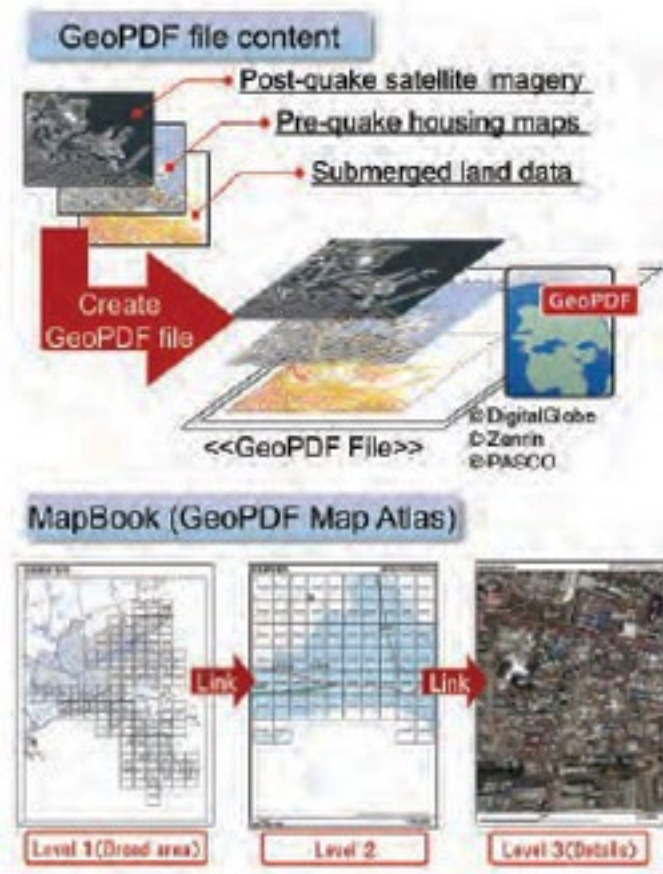 GeoPDF file content
Post-quake satellite imagery
Pre-quake housing maps
Submerged land data
Create
GeoPDF file
GeoPDF
<<GeoPDF File>>
© DigitalGlobe
© Zenrin
© PASCO
MapBook (GeoPDF Map Atlas)
Link
Link
Level 1(Broad area)
Level 2
Level 3(Details)